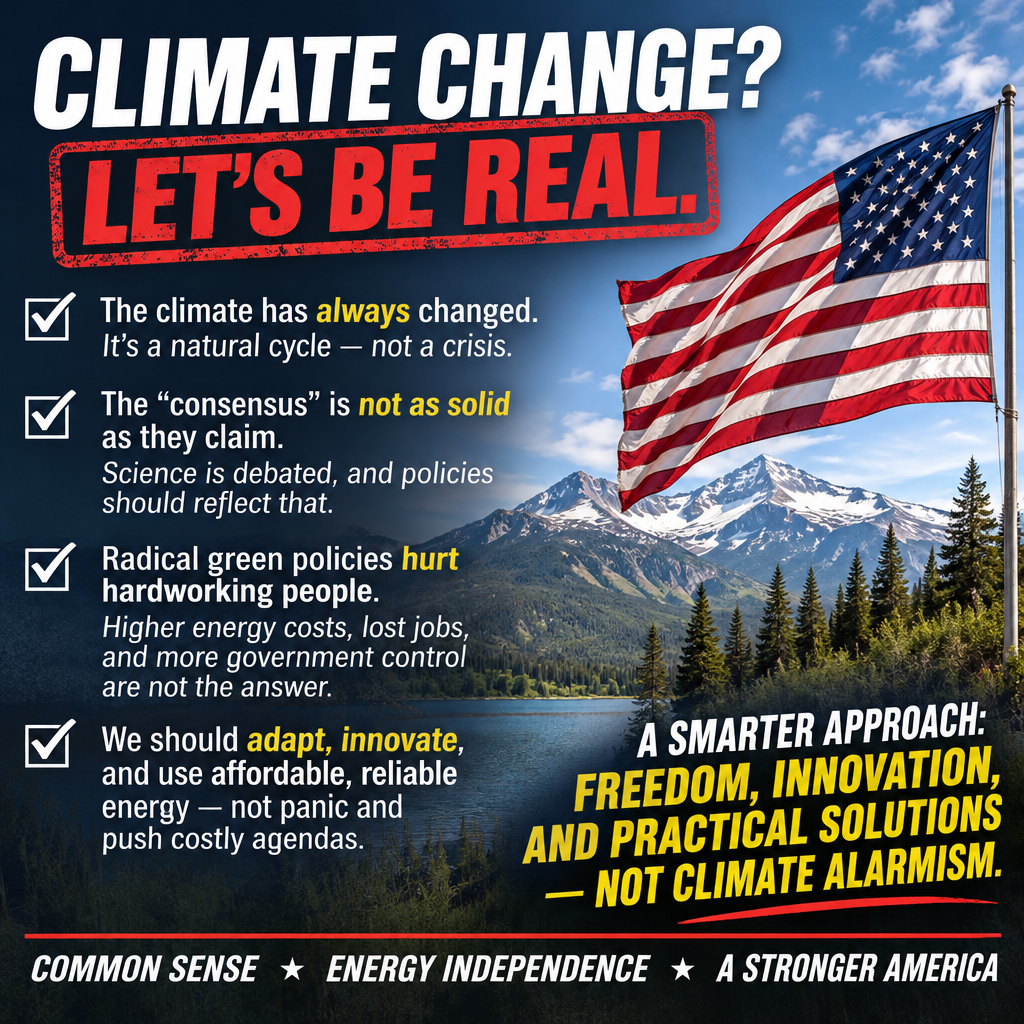 CLIMATE CHANGE?
LET'S BE REAL.
The climate has always changed.
It's a natural cycle — not a crisis.
The "consensus" is not as solid
as they claim.
Science is debated, and policies
should reflect that.
Radical green policies hurt
hardworking people.
Higher energy costs, lost jobs,
and more government control
are not the answer.
We should adapt, innovate,
and use affordable, reliable
energy — not panic and
push costly agendas.
A SMARTER APPROACH:
FREEDOM, INNOVATION,
AND PRACTICAL SOLUTIONS
— NOT CLIMATE ALARMISM.
COMMON SENSE ★ ENERGY INDEPENDENCE ★ A STRONGER AMERICA